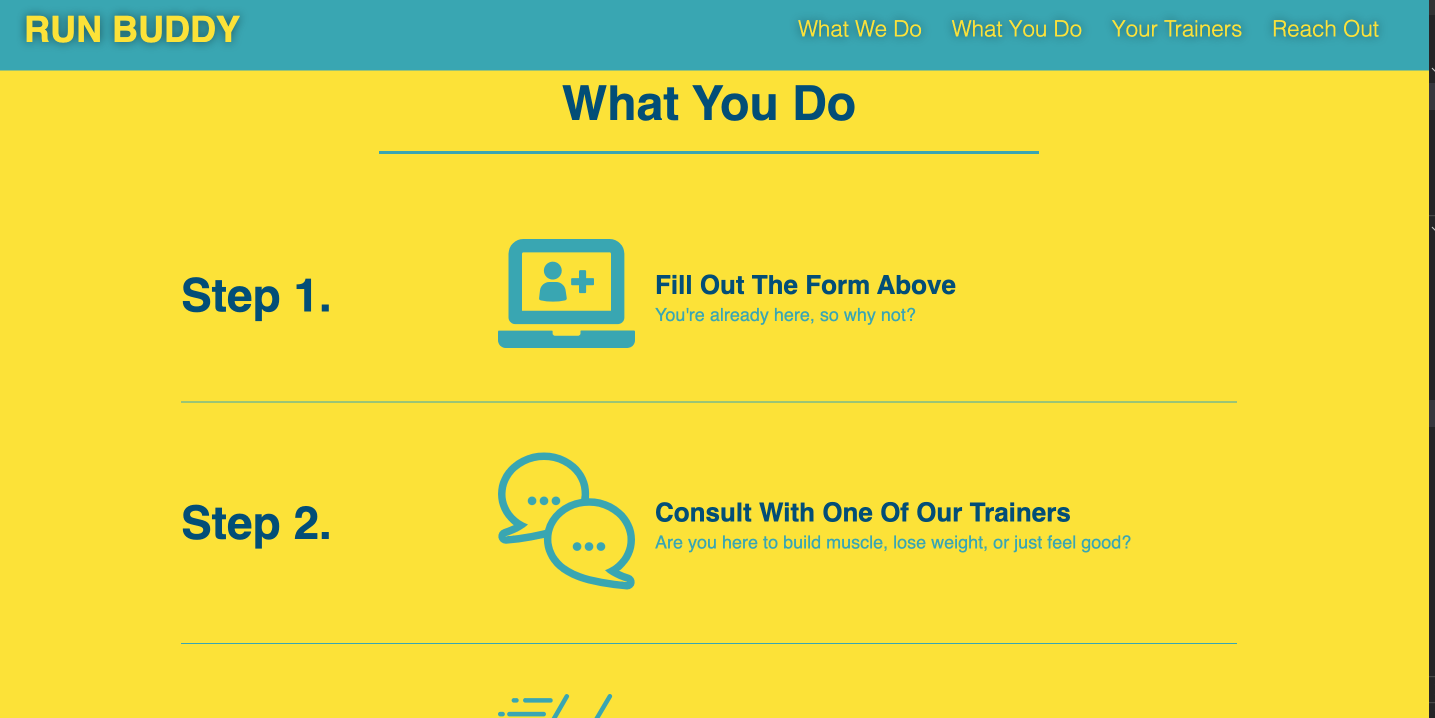 RUN BUDDY
What We Do What You Do Your Trainers Reach Out
What You Do
Step 1.
Fill Out The Form Above
You're already here, so why not?
Step 2.
Consult With One Of Our Trainers
Are you here to build muscle, lose weight, or just feel good?